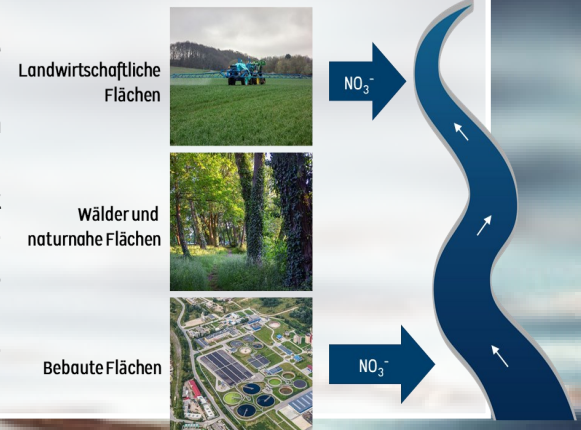 Landwirtschaftliche
Flächen
NO₃⁻
Wälder und
naturnahe Flächen
Bebaute Flächen
NO₃⁻